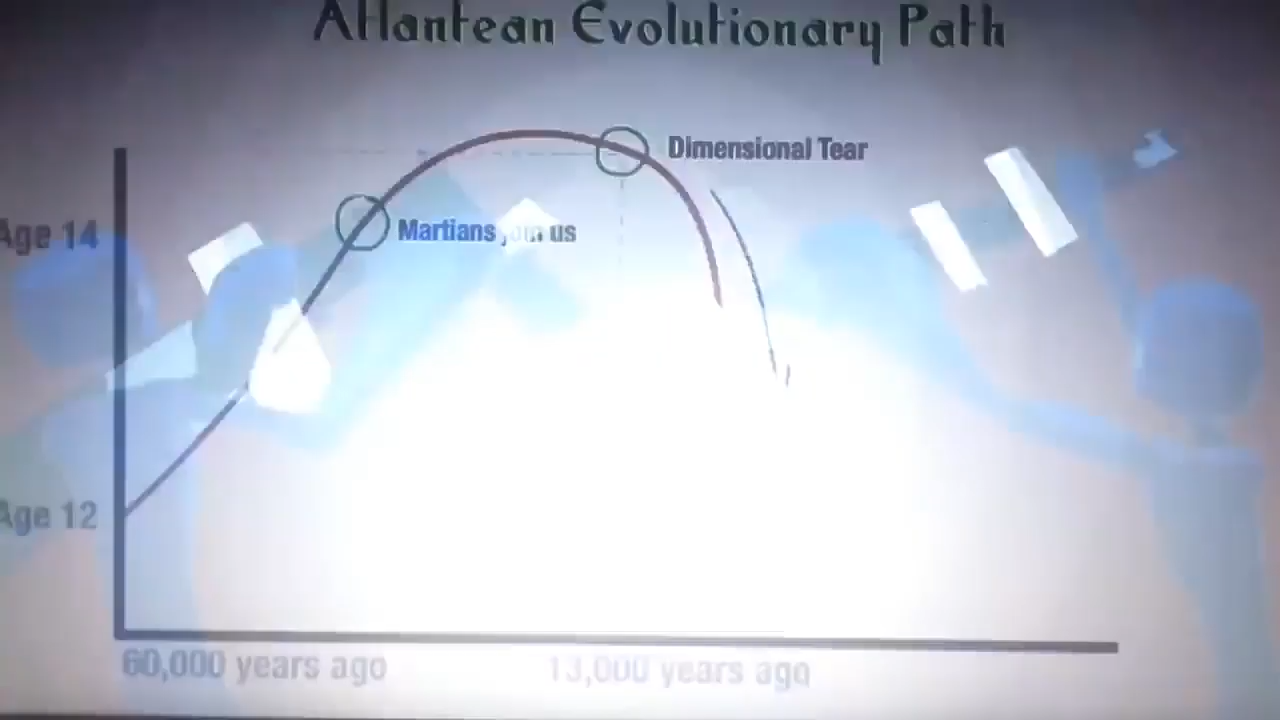 Atlantean Evolutionary Path
Dimensional Tear
Martians join us
Age 14
Age 12
60,000 years ago
13,000 years ago